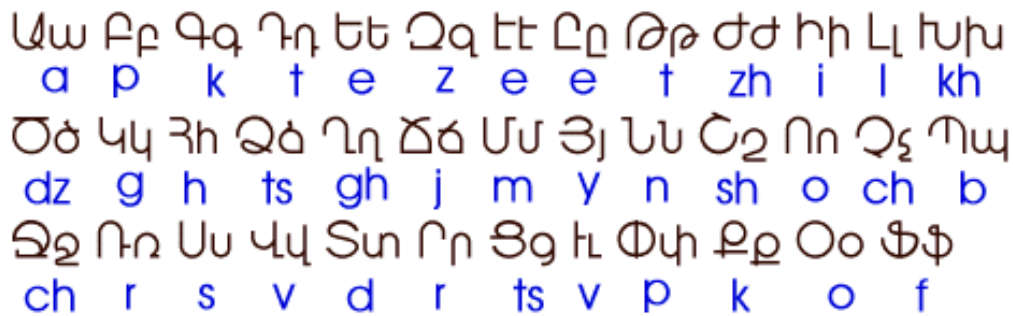 Աա Բբ Գգ Դդ Եե Զզ Էէ Ըը Թթ Ժժ Իի Լլ Խխ
a p k t e z e e t zh i l kh
Ծծ Կկ Հհ Ձձ Ղղ Ճճ Մմ Յյ Նն Շշ Ոո Չչ Պպ
dz g h ts gh j m y n sh o ch b
Ջջ Ռռ Սս Վվ Տտ Րր Ցց Ււ Փփ Քք Օօ Ֆֆ
ch r s v d r ts v p k o f